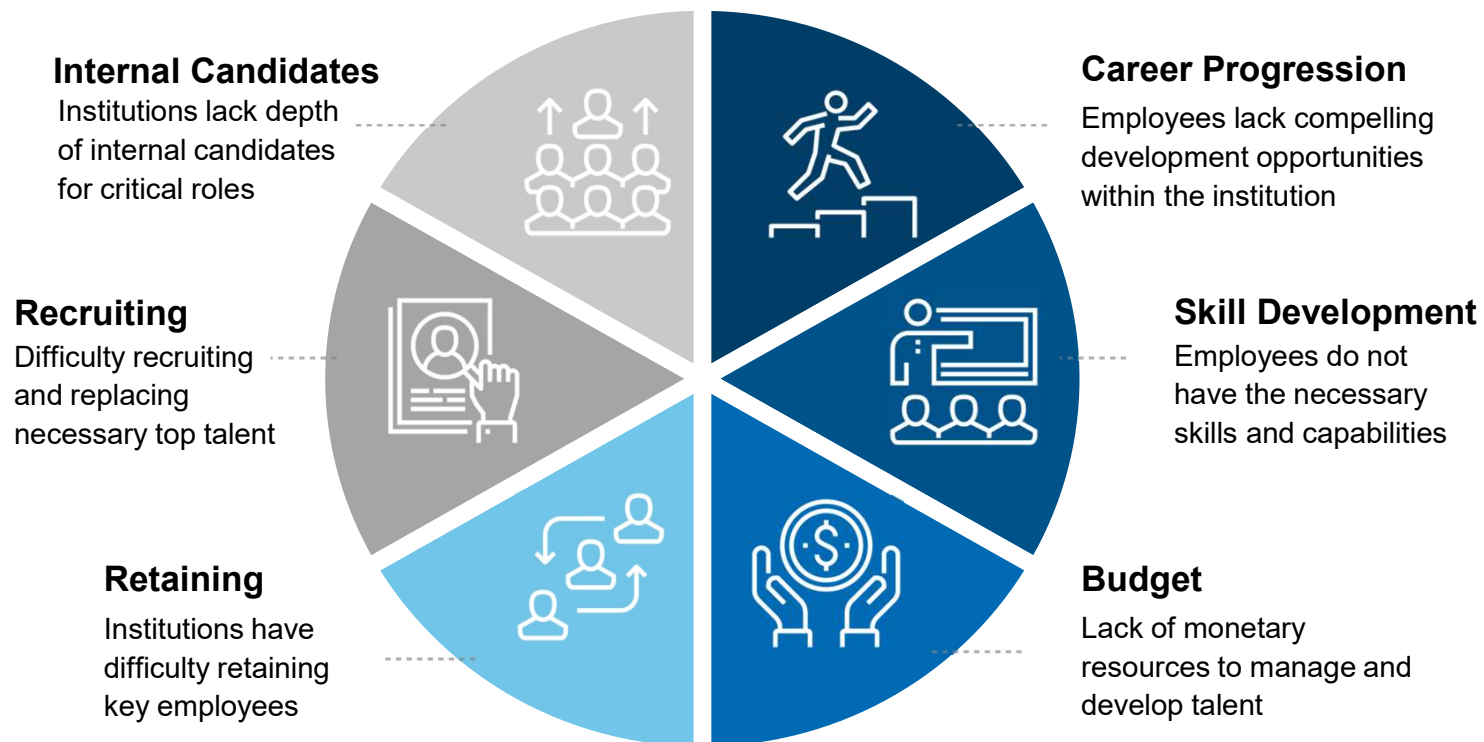 Internal Candidates
Institutions lack depth
of internal candidates
for critical roles
Career Progression
Employees lack compelling
development opportunities
within the institution
Recruiting
Difficulty recruiting
and replacing
necessary top talent
Skill Development
Employees do not
have the necessary
skills and capabilities
Retaining
Institutions have
difficulty retaining
key employees
Budget
Lack of monetary
resources to manage and
develop talent
$